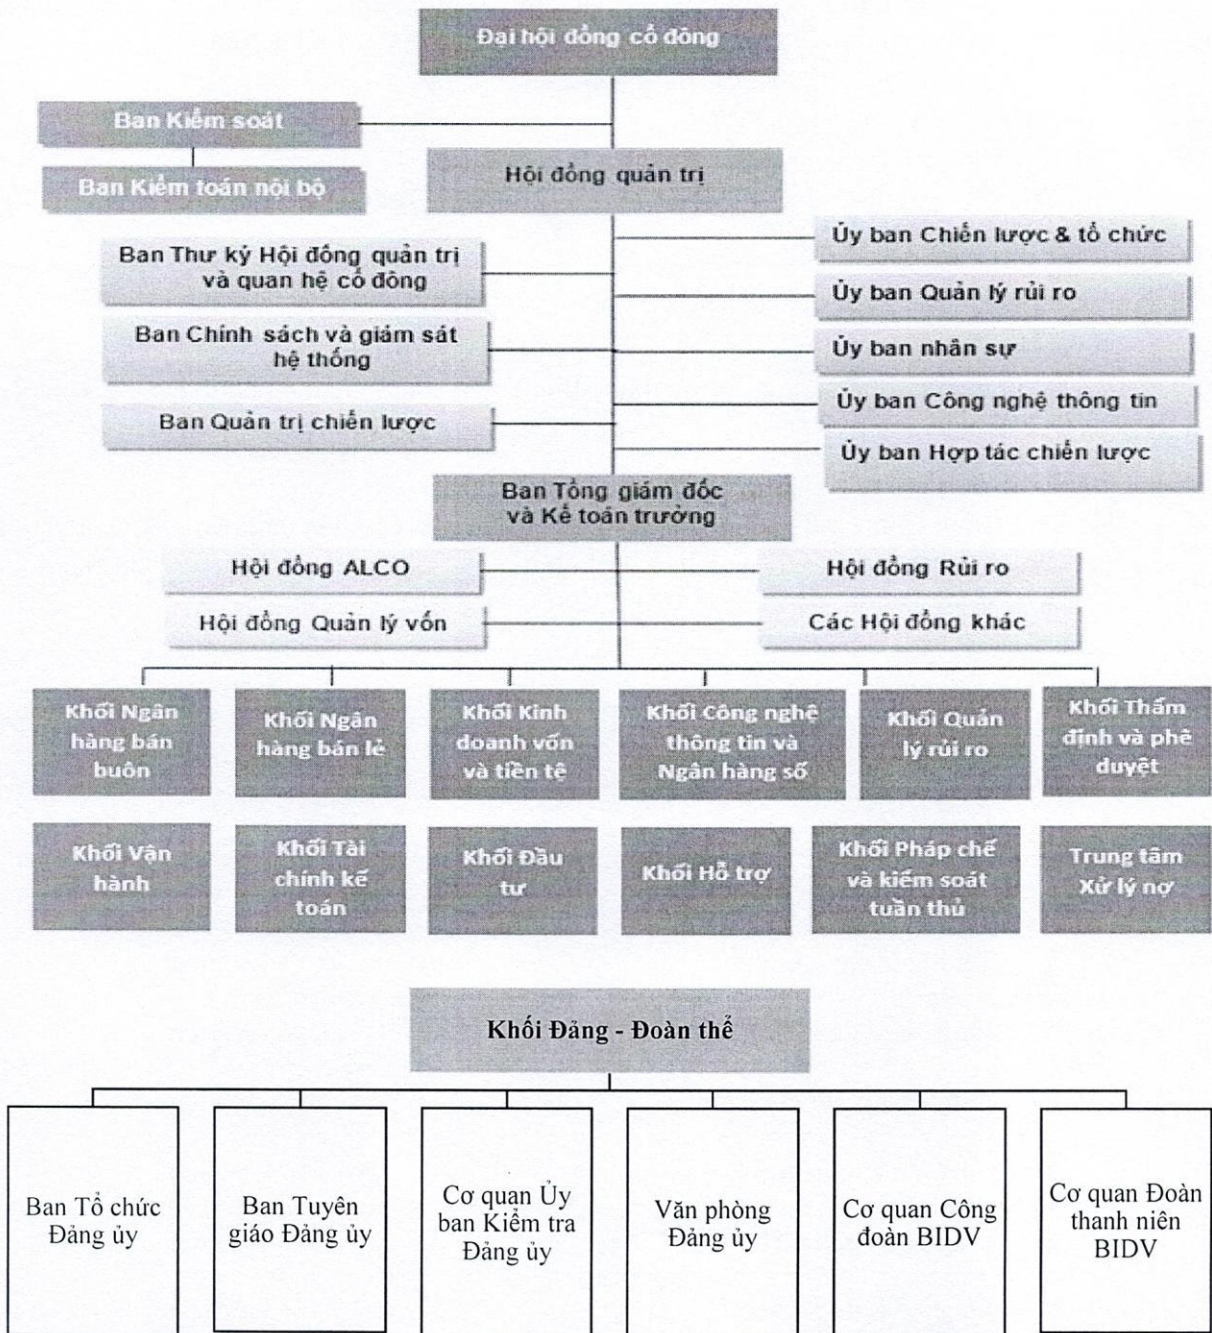 Đại hội đồng cổ đông
Ban Kiểm soát
Ban Kiểm toán nội bộ
Hội đồng quản trị
Ban Thư ký Hội đồng quản trị
và quan hệ cổ đông
Ban Chính sách và giám sát
hệ thống
Ban Quản trị chiến lược
Ủy ban Chiến lược & tổ chức
Ủy ban Quản lý rủi ro
Ủy ban nhân sự
Ủy ban Công nghệ thông tin
Ủy ban Hợp tác chiến lược
Ban Tổng giám đốc
và Kế toán trưởng
Hội đồng ALCO
Hội đồng Rủi ro
Hội đồng Quản lý vốn
Các Hội đồng khác
Khối Ngân
hàng bán
buôn
Khối Ngân
hàng bán lẻ
Khối Kinh
doanh vốn
và tiền tệ
Khối Công nghệ
thông tin và
Ngân hàng số
Khối Quản
lý rủi ro
Khối Thẩm
định và phê
duyệt
Khối Vận
hành
Khối Tài
chính kế
toán
Khối Đầu
tư
Khối Hỗ trợ
Khối Pháp chế
và kiểm soát
tuần thủ
Trung tâm
Xử lý nợ
Khối Đảng - Đoàn thể
Ban Tổ chức
Đảng ủy
Ban Tuyên
giáo Đảng ủy
Cơ quan Ủy
ban Kiểm tra
Đảng ủy
Văn phòng
Đảng ủy
Cơ quan Công
đoàn BIDV
Cơ quan Đoàn
thanh niên
BIDV